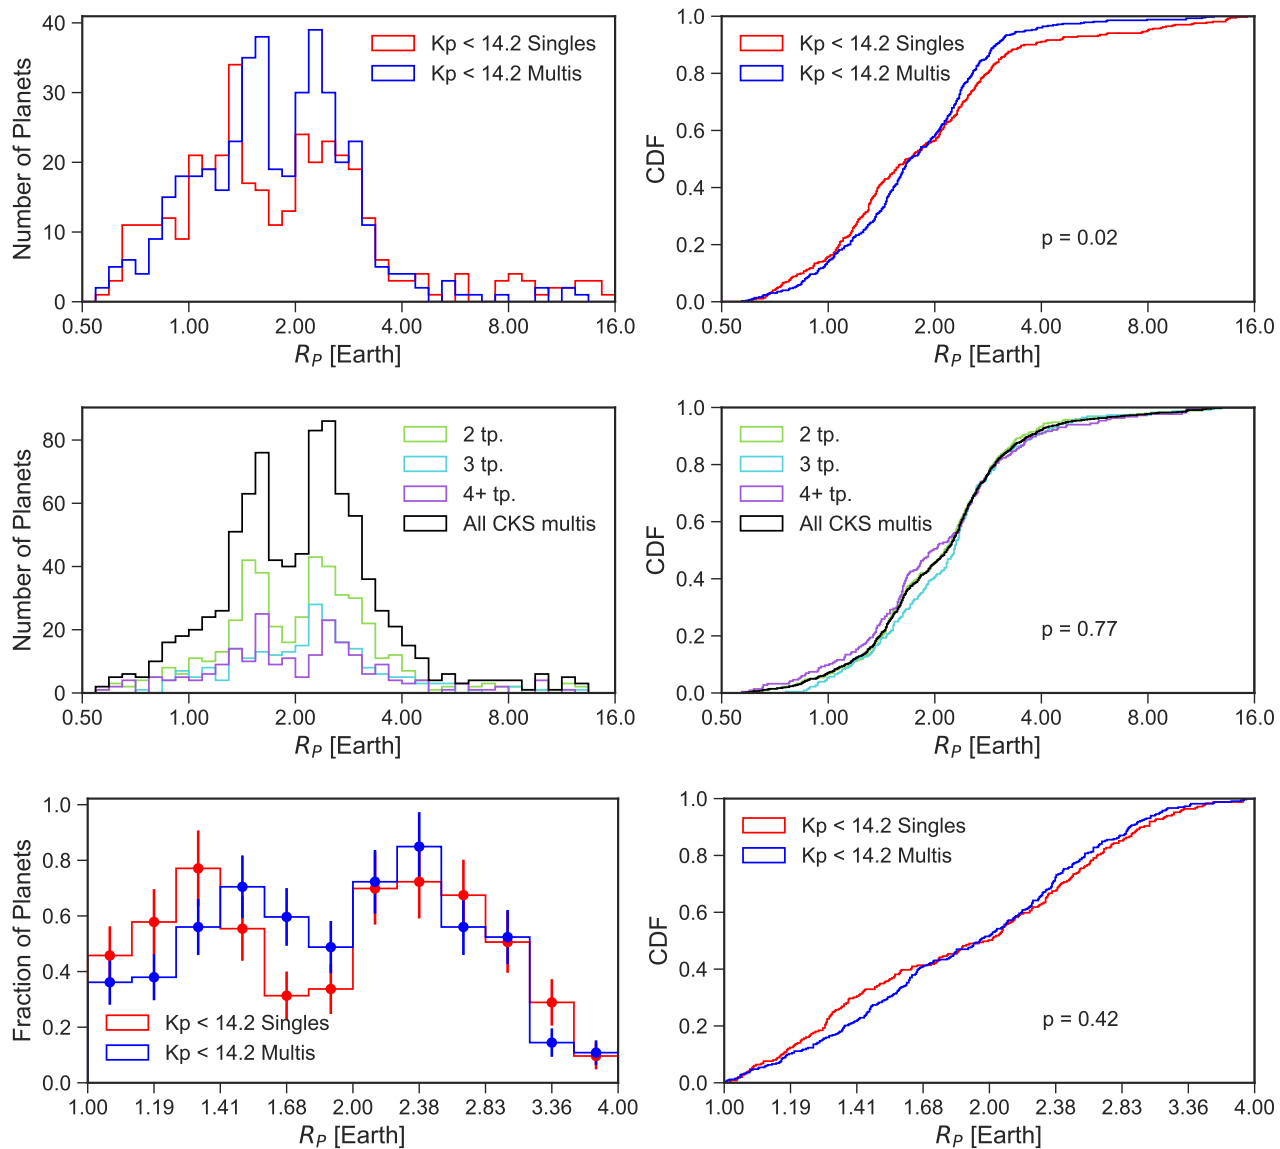 Number of Planets
40
30
20
10
0
0.50 1.00 2.00 4.00 8.00 16.0
R_P [Earth]
Kp < 14.2 Singles
Kp < 14.2 Multis
CDF
1.0
0.8
0.6
0.4
0.2
0.0
0.50 1.00 2.00 4.00 8.00 16.0
R_P [Earth]
Kp < 14.2 Singles
Kp < 14.2 Multis
p = 0.02
Number of Planets
80
60
40
20
0
0.50 1.00 2.00 4.00 8.00 16.0
R_P [Earth]
2 tp.
3 tp.
4+ tp.
All CKS multis
CDF
1.0
0.8
0.6
0.4
0.2
0.0
0.50 1.00 2.00 4.00 8.00 16.0
R_P [Earth]
2 tp.
3 tp.
4+ tp.
All CKS multis
p = 0.77
Fraction of Planets
1.0
0.8
0.6
0.4
0.2
0.0
1.00 1.19 1.41 1.68 2.00 2.38 2.83 3.36 4.00
R_P [Earth]
Kp < 14.2 Singles
Kp < 14.2 Multis
CDF
1.0
0.8
0.6
0.4
0.2
0.0
1.00 1.19 1.41 1.68 2.00 2.38 2.83 3.36 4.00
R_P [Earth]
Kp < 14.2 Singles
Kp < 14.2 Multis
p = 0.42